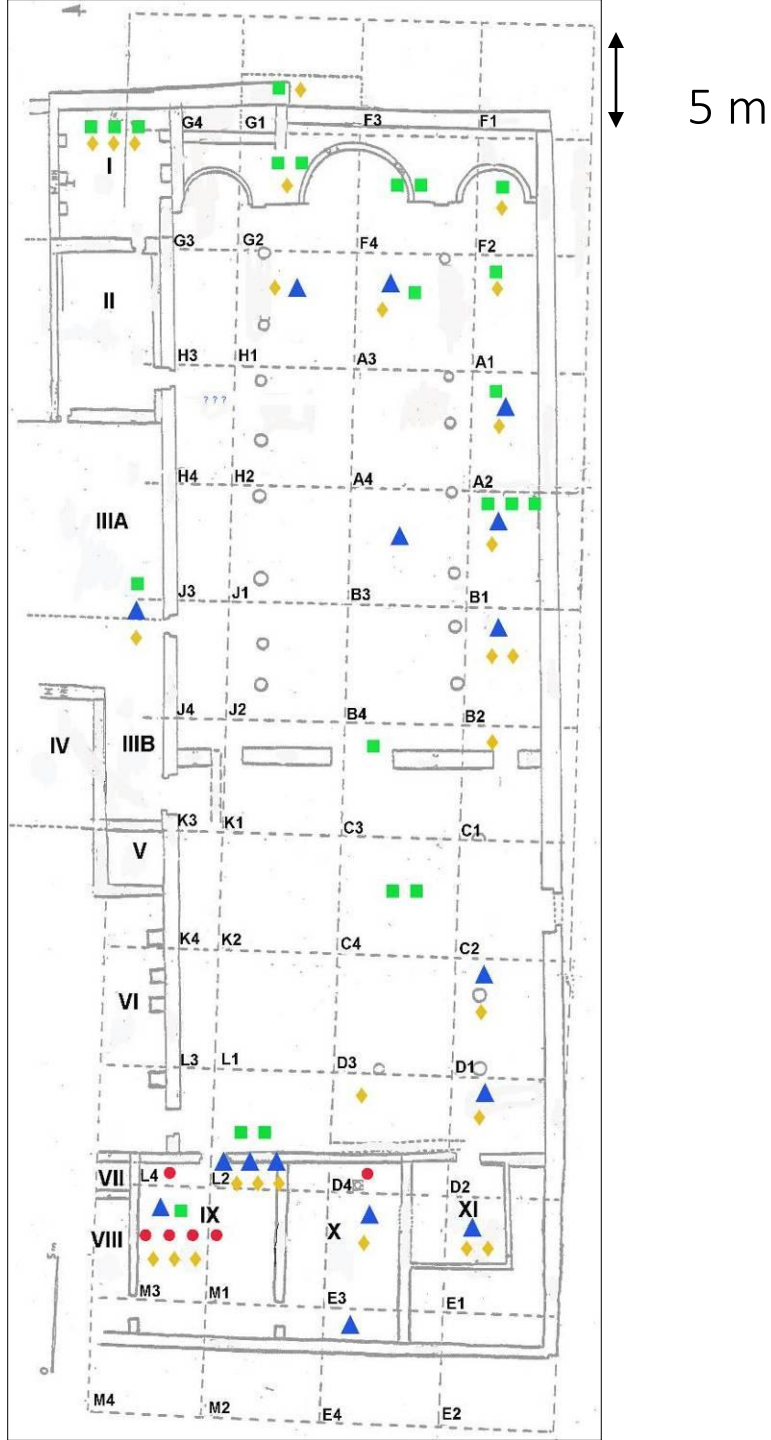 5 m
G4 G1 F3 F1
I
G3 G2 F4 F2
II
H3 H1 A3 A1
???
H4 H2 A4 A2
IIIA
J3 J1 B3 B1
J4 J2 B4 B2
IV IIIB
K3 K1 C3 C1
V
K4 K2 C4 C2
VI
L3 L1 D3 D1
VII L4 L2 D4 D2
IX XI
VIII X
M3 M1 E3 E1
5m
0
M4 M2 E4 E2